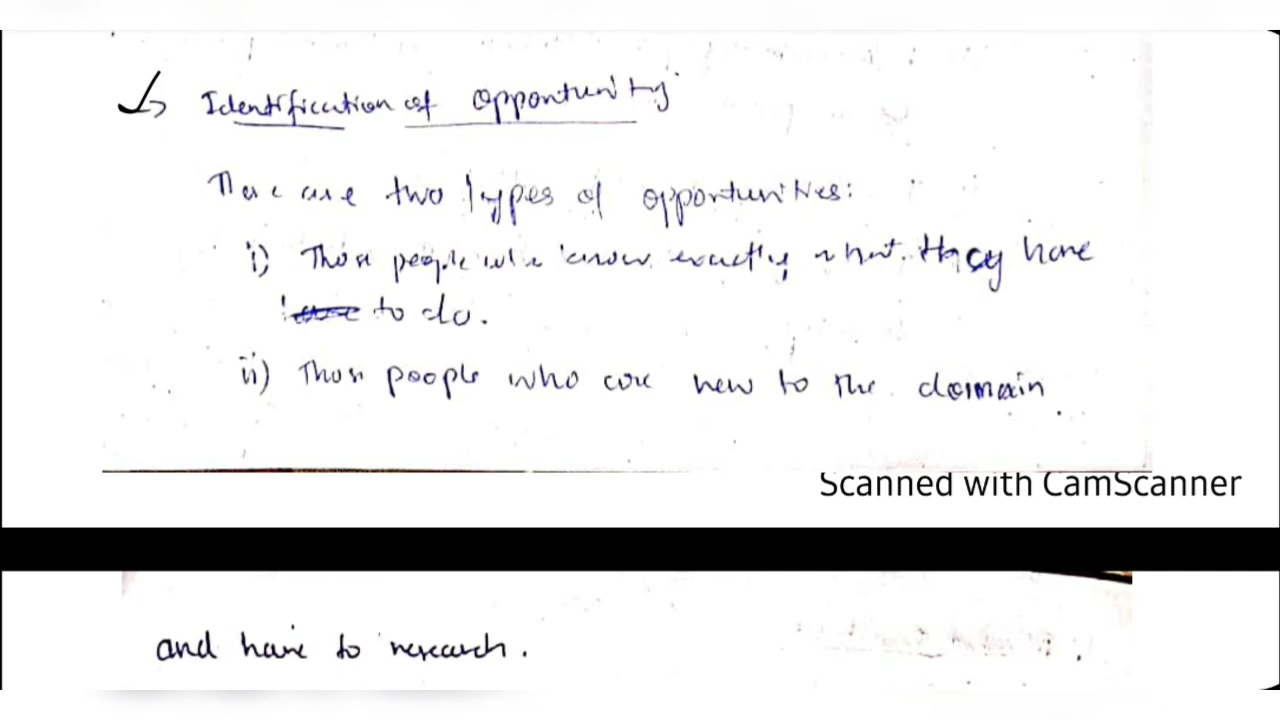 Identification of opportunity
There are two types of opportunities:
i) Those people who know exactly what they have
to do.
ii) Those people who are new to the domain
Scanned with CamScanner
and have to research.